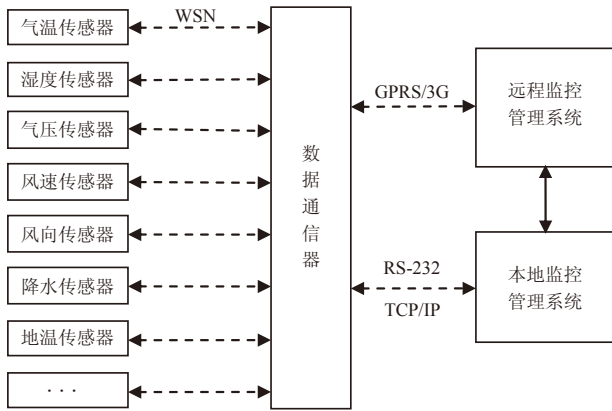 气温传感器
WSN
湿度传感器
气压传感器
风速传感器
风向传感器
降水传感器
地温传感器
···
数据通信器
GPRS/3G
RS-232
TCP/IP
远程监控
管理系统
本地监控
管理系统